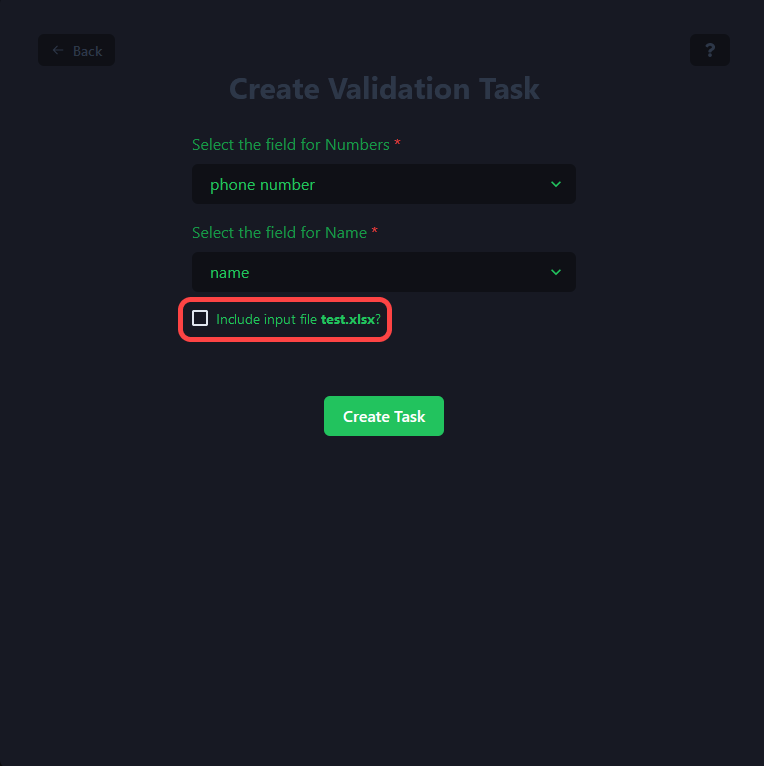 Back
?
Create Validation Task
Select the field for Numbers *
phone number
Select the field for Name *
name
Include input file test.xlsx?
Create Task